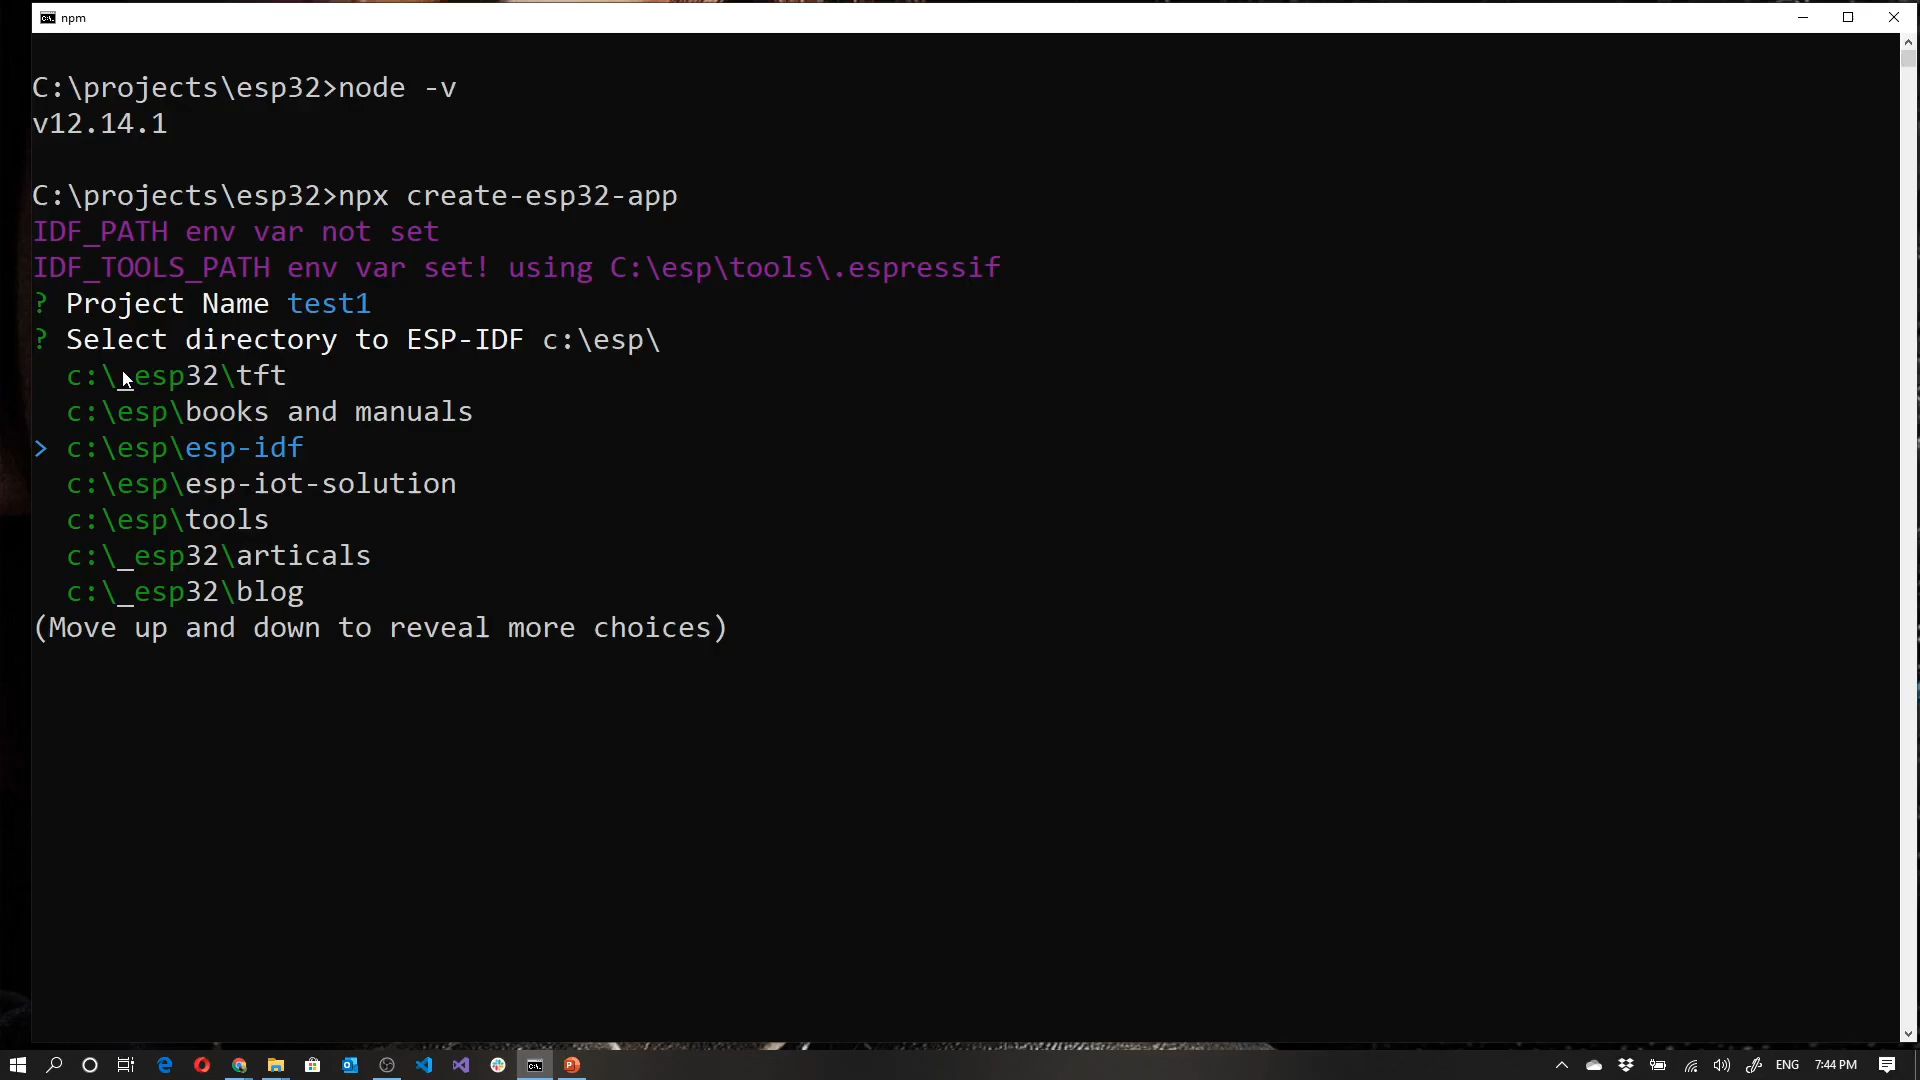 npm
C:\projects\esp32>node -v
v12.14.1
C:\projects\esp32>npx create-esp32-app
IDF_PATH env var not set
IDF_TOOLS_PATH env var set! using C:\esp\tools\.espressif
? Project Name test1
? Select directory to ESP-IDF c:\esp\
c:\_esp32\tft
c:\esp\books and manuals
> c:\esp\esp-idf
c:\esp\esp-iot-solution
c:\esp\tools
c:\_esp32\articals
c:\_esp32\blog
(Move up and down to reveal more choices)
ENG 7:44 PM